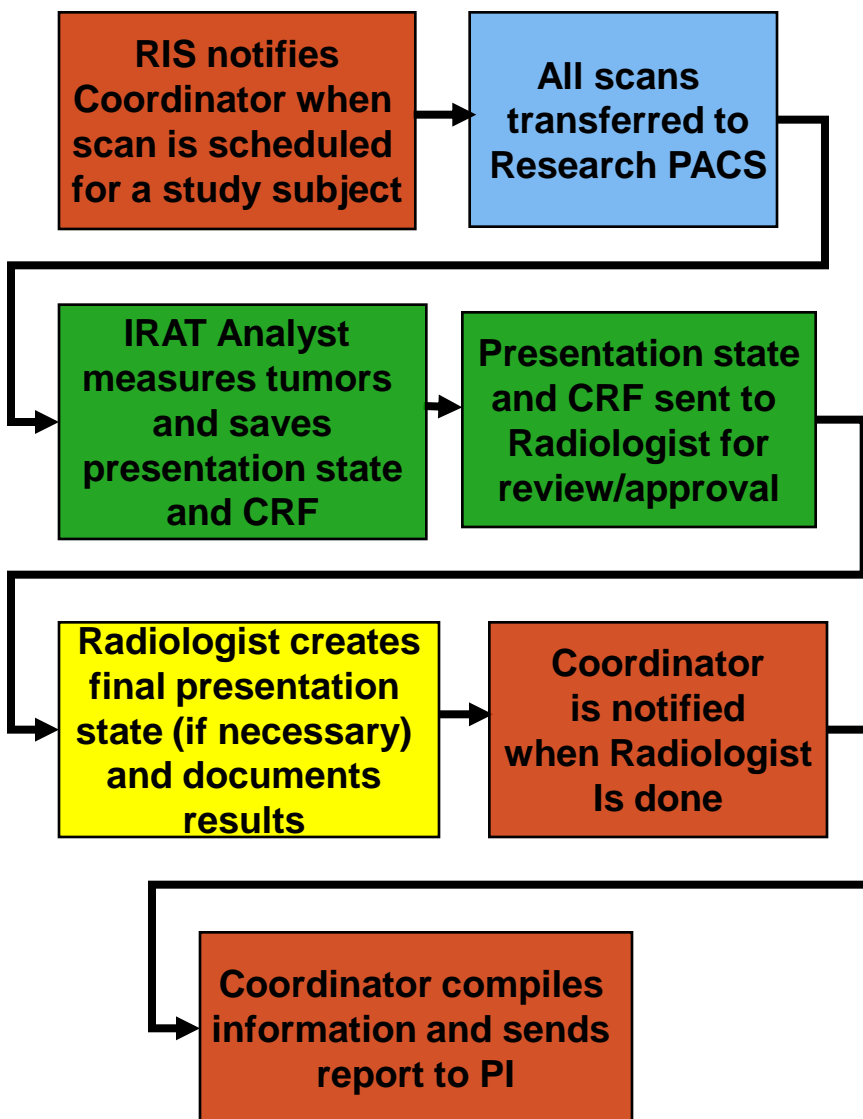 RIS notifies
Coordinator when
scan is scheduled
for a study subject
All scans
transferred to
Research PACS
IRAT Analyst
measures tumors
and saves
presentation state
and CRF
Presentation state
and CRF sent to
Radiologist for
review/approval
Radiologist creates
final presentation
state (if necessary)
and documents
results
Coordinator
is notified
when Radiologist
Is done
Coordinator compiles
information and sends
report to PI